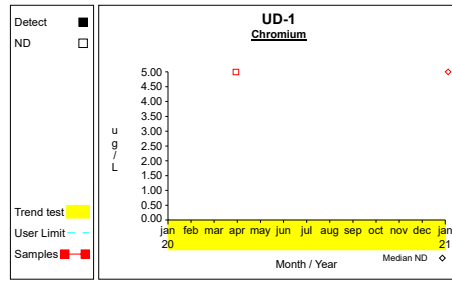 Detect
ND
Trend test
User Limit
Samples
UD-1
Chromium
ug/L
5.00
4.50
4.00
3.50
3.00
2.50
2.00
1.50
1.00
0.50
0.00
jan feb mar apr may jun jul aug sep oct nov dec jan
20 21
Month / Year
Median ND